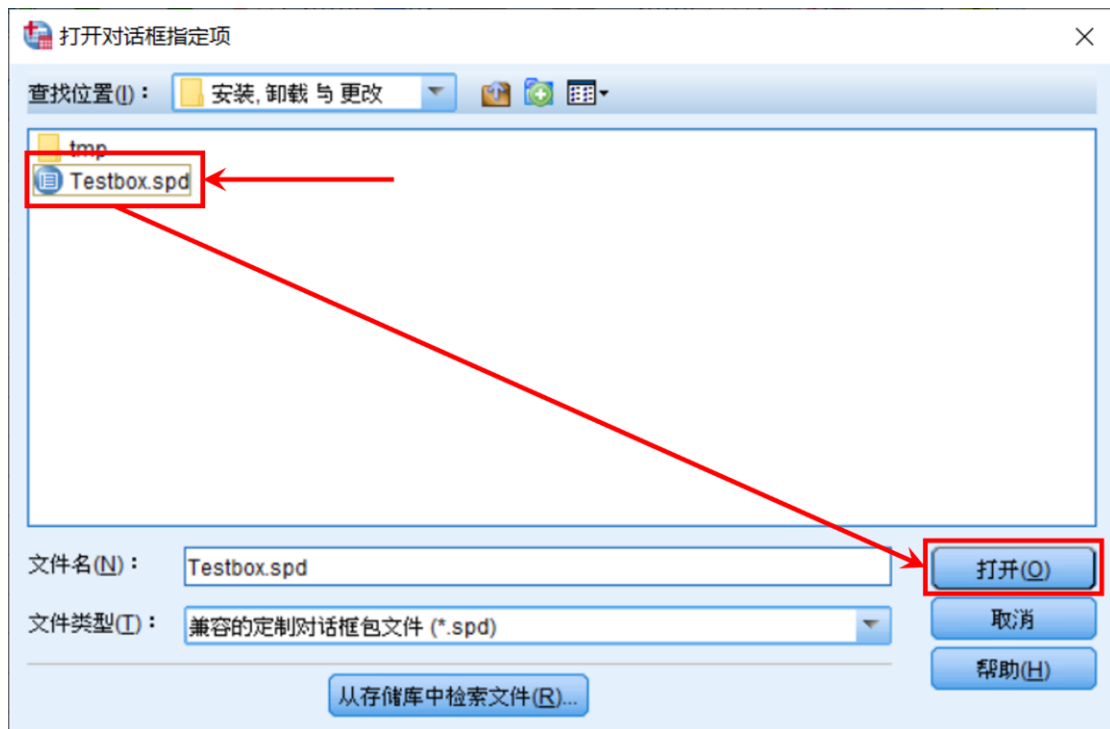 打开对话框指定项
查找位置(I)： 安装, 卸载 与 更改
tmp
Testbox.spd
文件名(N)： Testbox.spd
打开(O)
文件类型(T)： 兼容的定制对话框包文件 (*.spd)
取消
帮助(H)
从存储库中检索文件(R)...